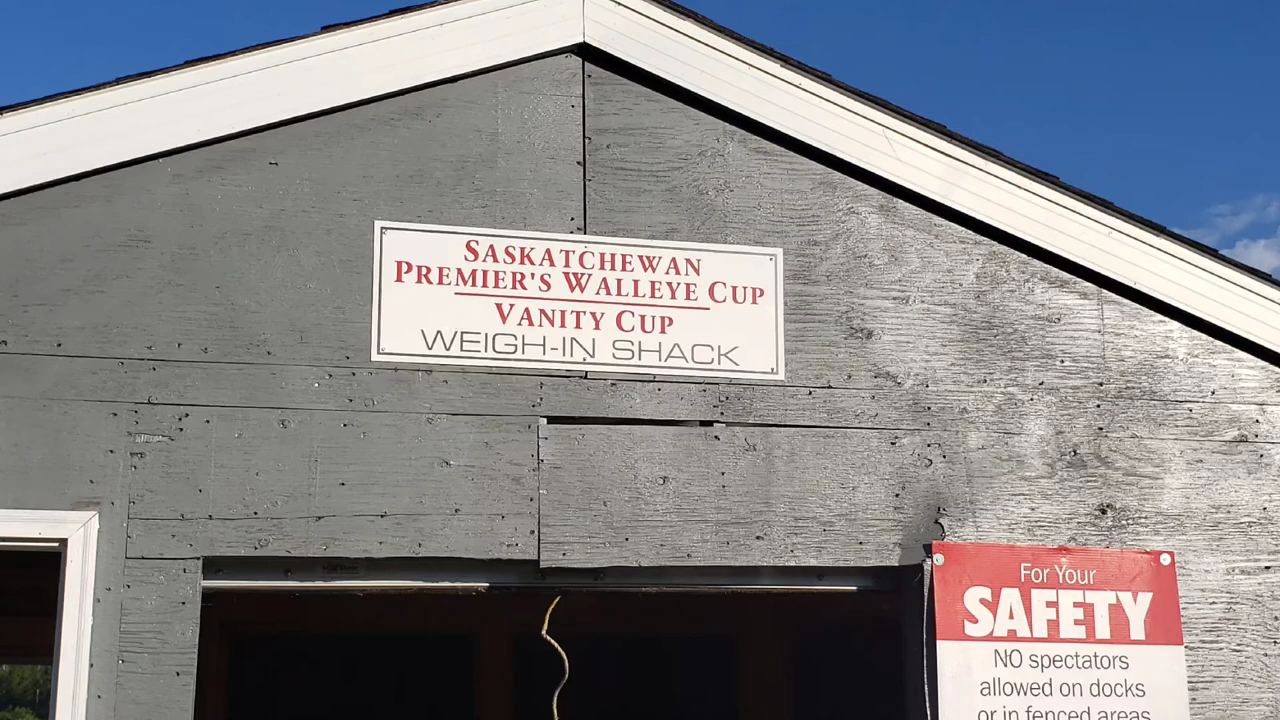 SASKATCHEWAN
PREMIER'S WALLEYE CUP
VANITY CUP
WEIGH-IN SHACK
For Your
SAFETY
NO spectators
allowed on docks
or in fenced areas